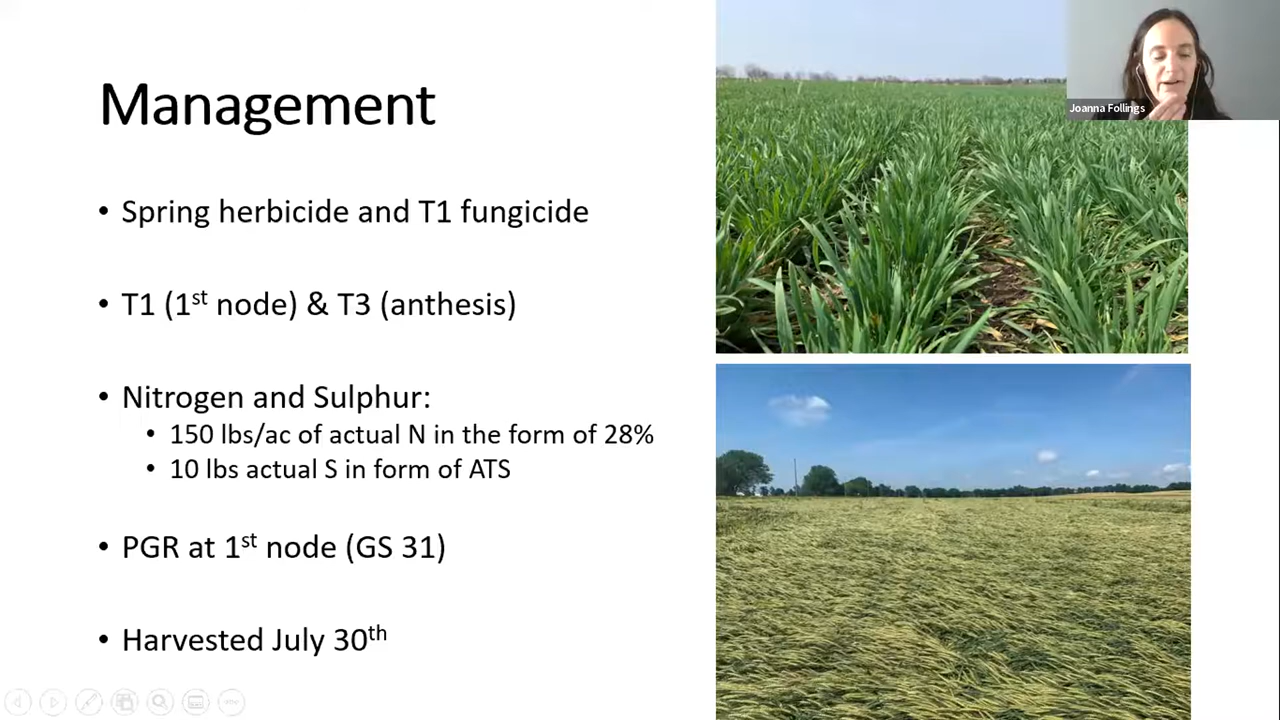 Management
• Spring herbicide and T1 fungicide
• T1 (1st node) & T3 (anthesis)
• Nitrogen and Sulphur:
• 150 lbs/ac of actual N in the form of 28%
• 10 lbs actual S in form of ATS
• PGR at 1st node (GS 31)
• Harvested July 30th
Joanna Follings